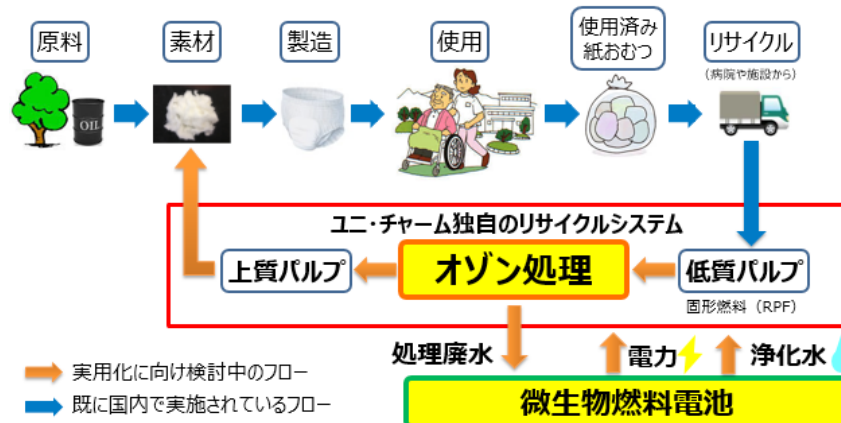 原料
素材
製造
使用
使用済み
紙おむつ
リサイクル
（病院や施設から）
OIL
ユニ・チャーム独自のリサイクルシステム
上質パルプ
オゾン処理
低質パルプ
固形燃料（RPF）
処理廃水
電力
浄化水
実用化に向け検討中のフロー
既に国内で実施されているフロー
微生物燃料電池